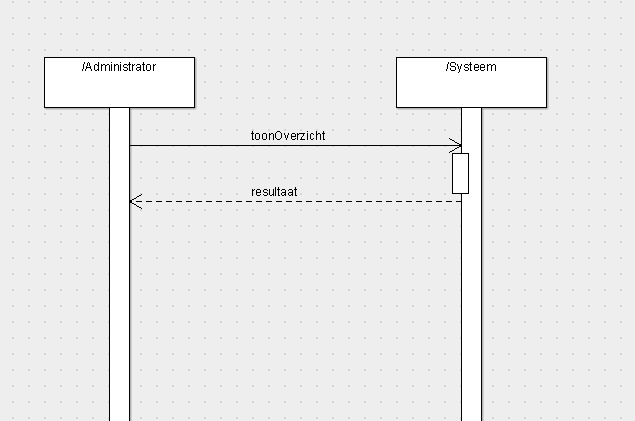 /Administrator
/Systeem
toonOverzicht
resultaat